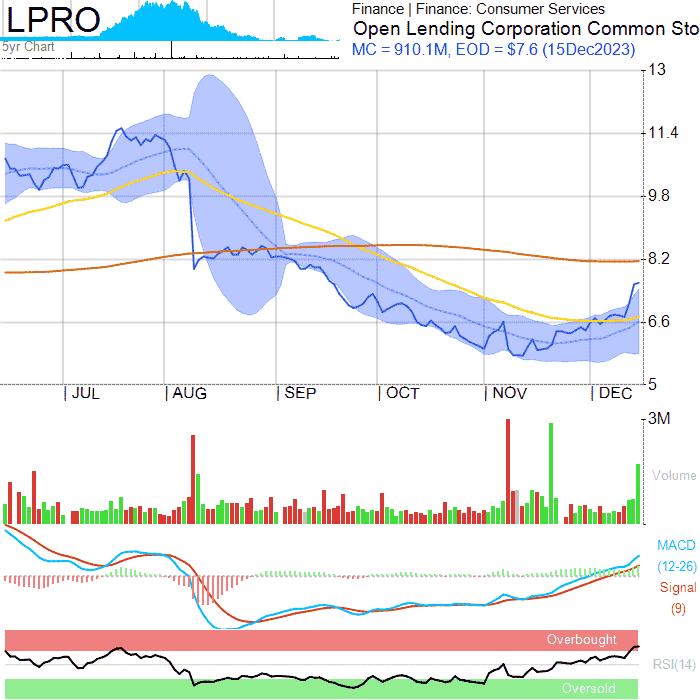 LPRO
5yr Chart
Finance | Finance: Consumer Services
Open Lending Corporation Common Sto
MC = 910.1M, EOD = $7.6 (15Dec2023)
13
11.4
9.8
8.2
6.6
5
JUL
AUG
SEP
OCT
NOV
DEC
3M
Volume
MACD
(12-26)
Signal
(9)
Overbought
RSI(14)
Oversold